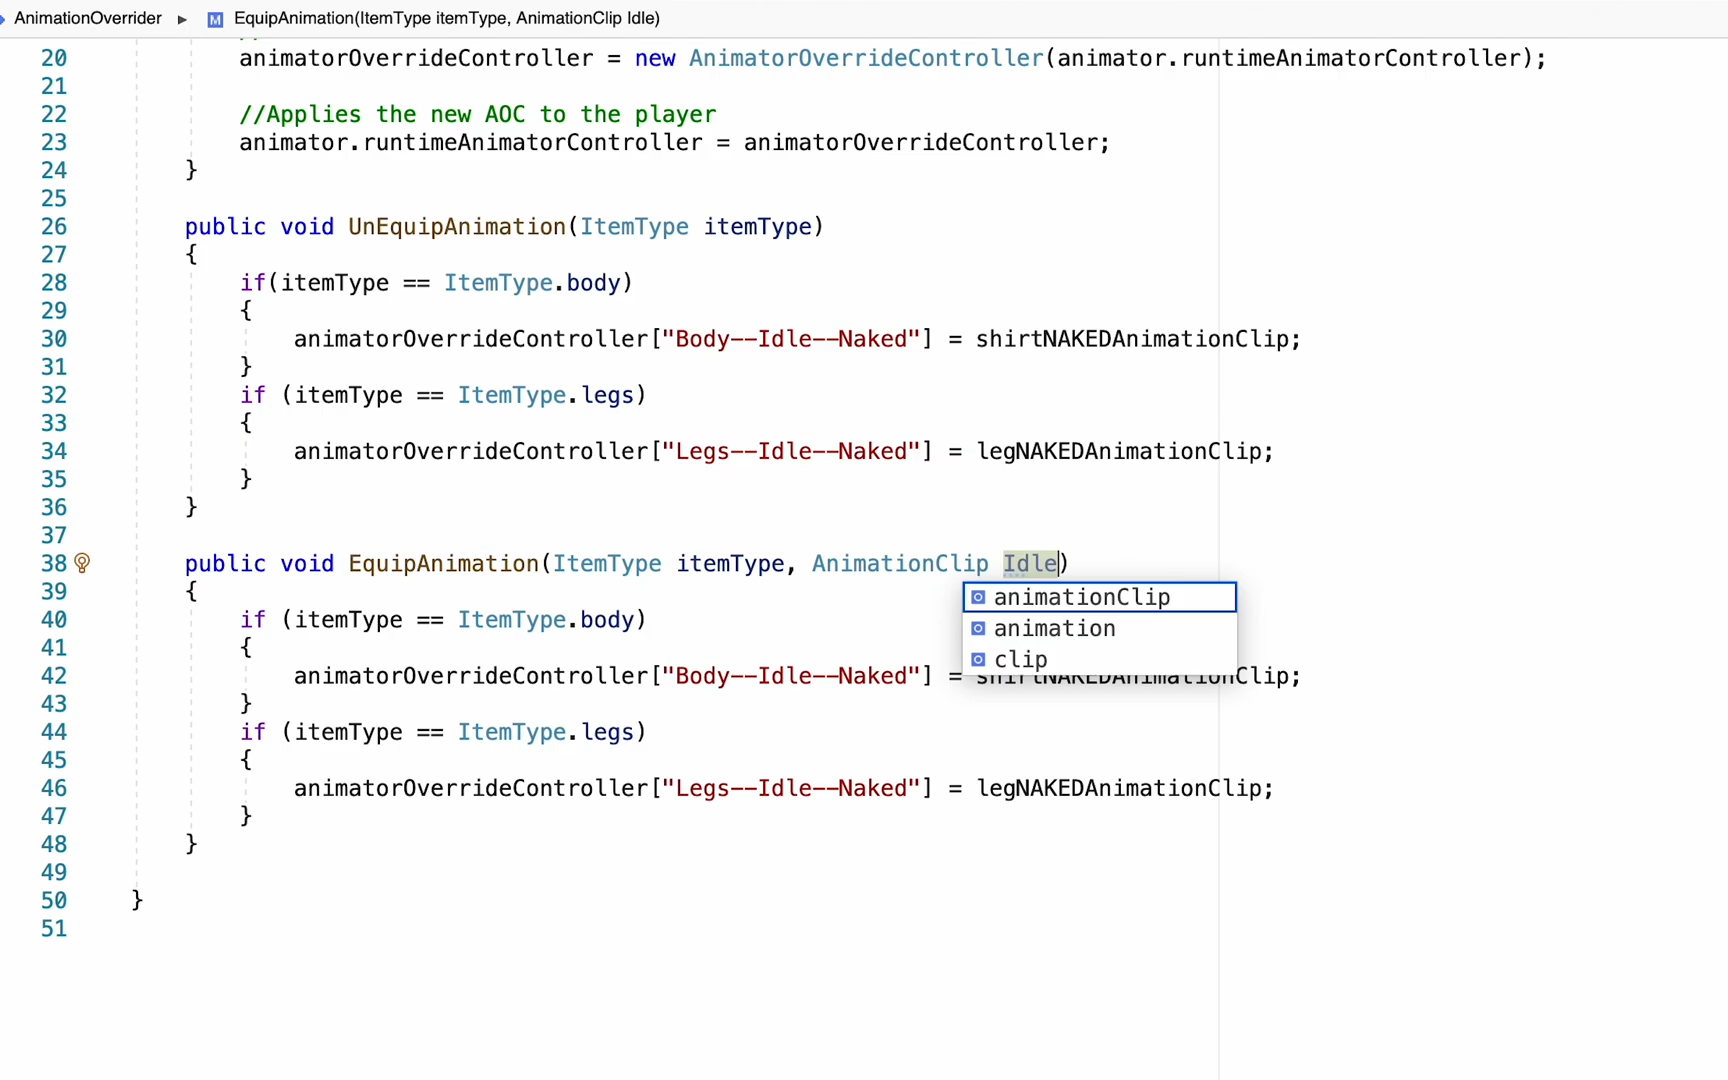 AnimationOverrider ▸ M EquipAnimation(ItemType itemType, AnimationClip Idle)
20 animatorOverrideController = new AnimatorOverrideController(animator.runtimeAnimatorController);
21
22 //Applies the new AOC to the player
23 animator.runtimeAnimatorController = animatorOverrideController;
24 }
25
26 public void UnEquipAnimation(ItemType itemType)
27 {
28 if(itemType == ItemType.body)
29 {
30 animatorOverrideController["Body--Idle--Naked"] = shirtNAKEDAnimationClip;
31 }
32 if (itemType == ItemType.legs)
33 {
34 animatorOverrideController["Legs--Idle--Naked"] = legNAKEDAnimationClip;
35 }
36 }
37
38 public void EquipAnimation(ItemType itemType, AnimationClip Idle)
39 {
animationClip
40 if (itemType == ItemType.body)
animation
41 {
clip
42 animatorOverrideController["Body--Idle--Naked"] = shirtNAKEDAnimationClip;
43 }
44 if (itemType == ItemType.legs)
45 {
46 animatorOverrideController["Legs--Idle--Naked"] = legNAKEDAnimationClip;
47 }
48 }
49
50 }
51